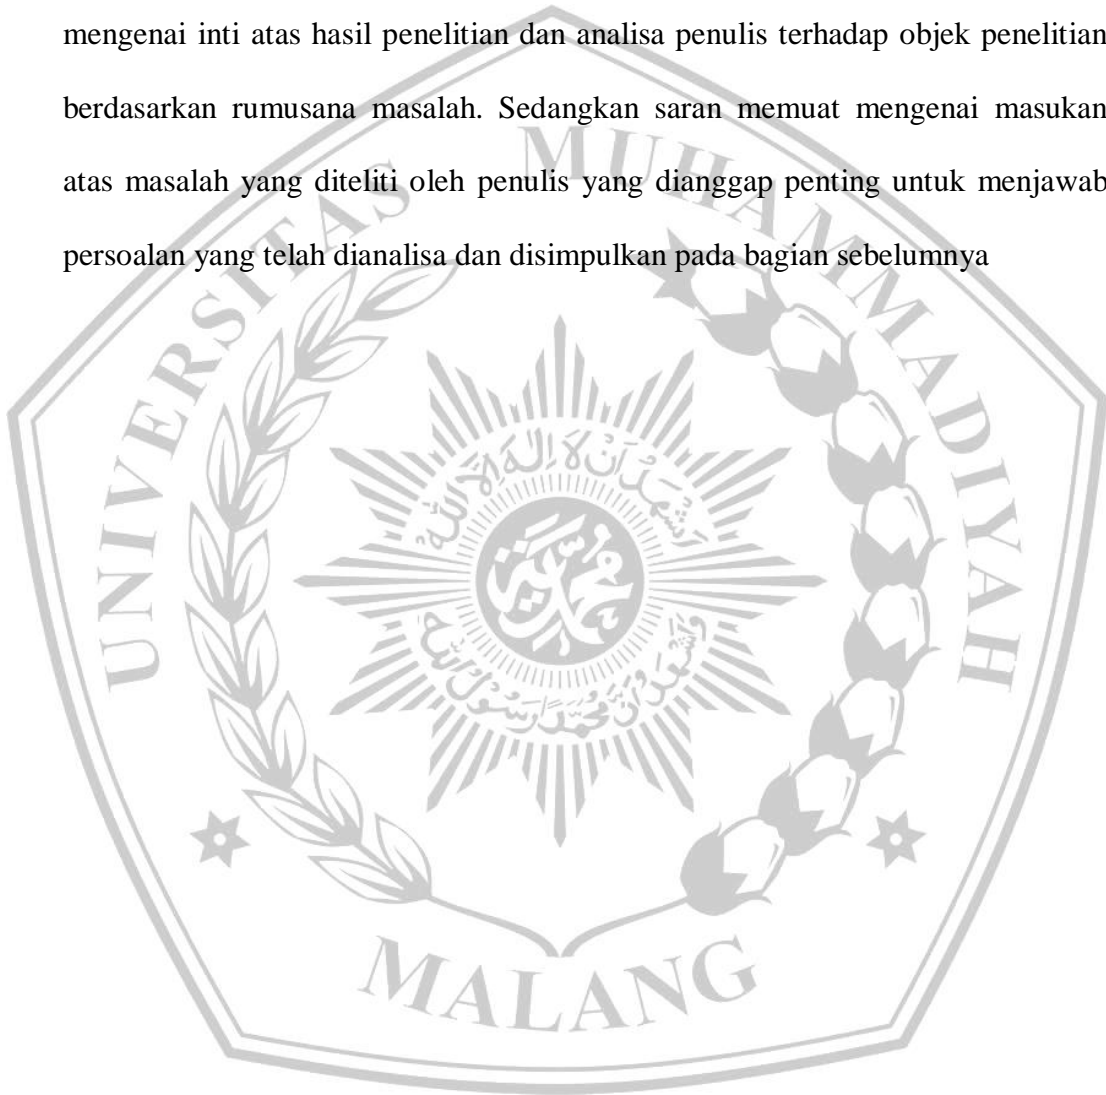 mengenai inti atas hasil penelitian dan analisa penulis terhadap objek penelitian
berdasarkan rumusana masalah. Sedangkan saran memuat mengenai masukan
atas masalah yang diteliti oleh penulis yang dianggap penting untuk menjawab
persoalan yang telah dianalisa dan disimpulkan pada bagian sebelumnya
UNIVERSITAS MUHAMMADIYAH
MALANG